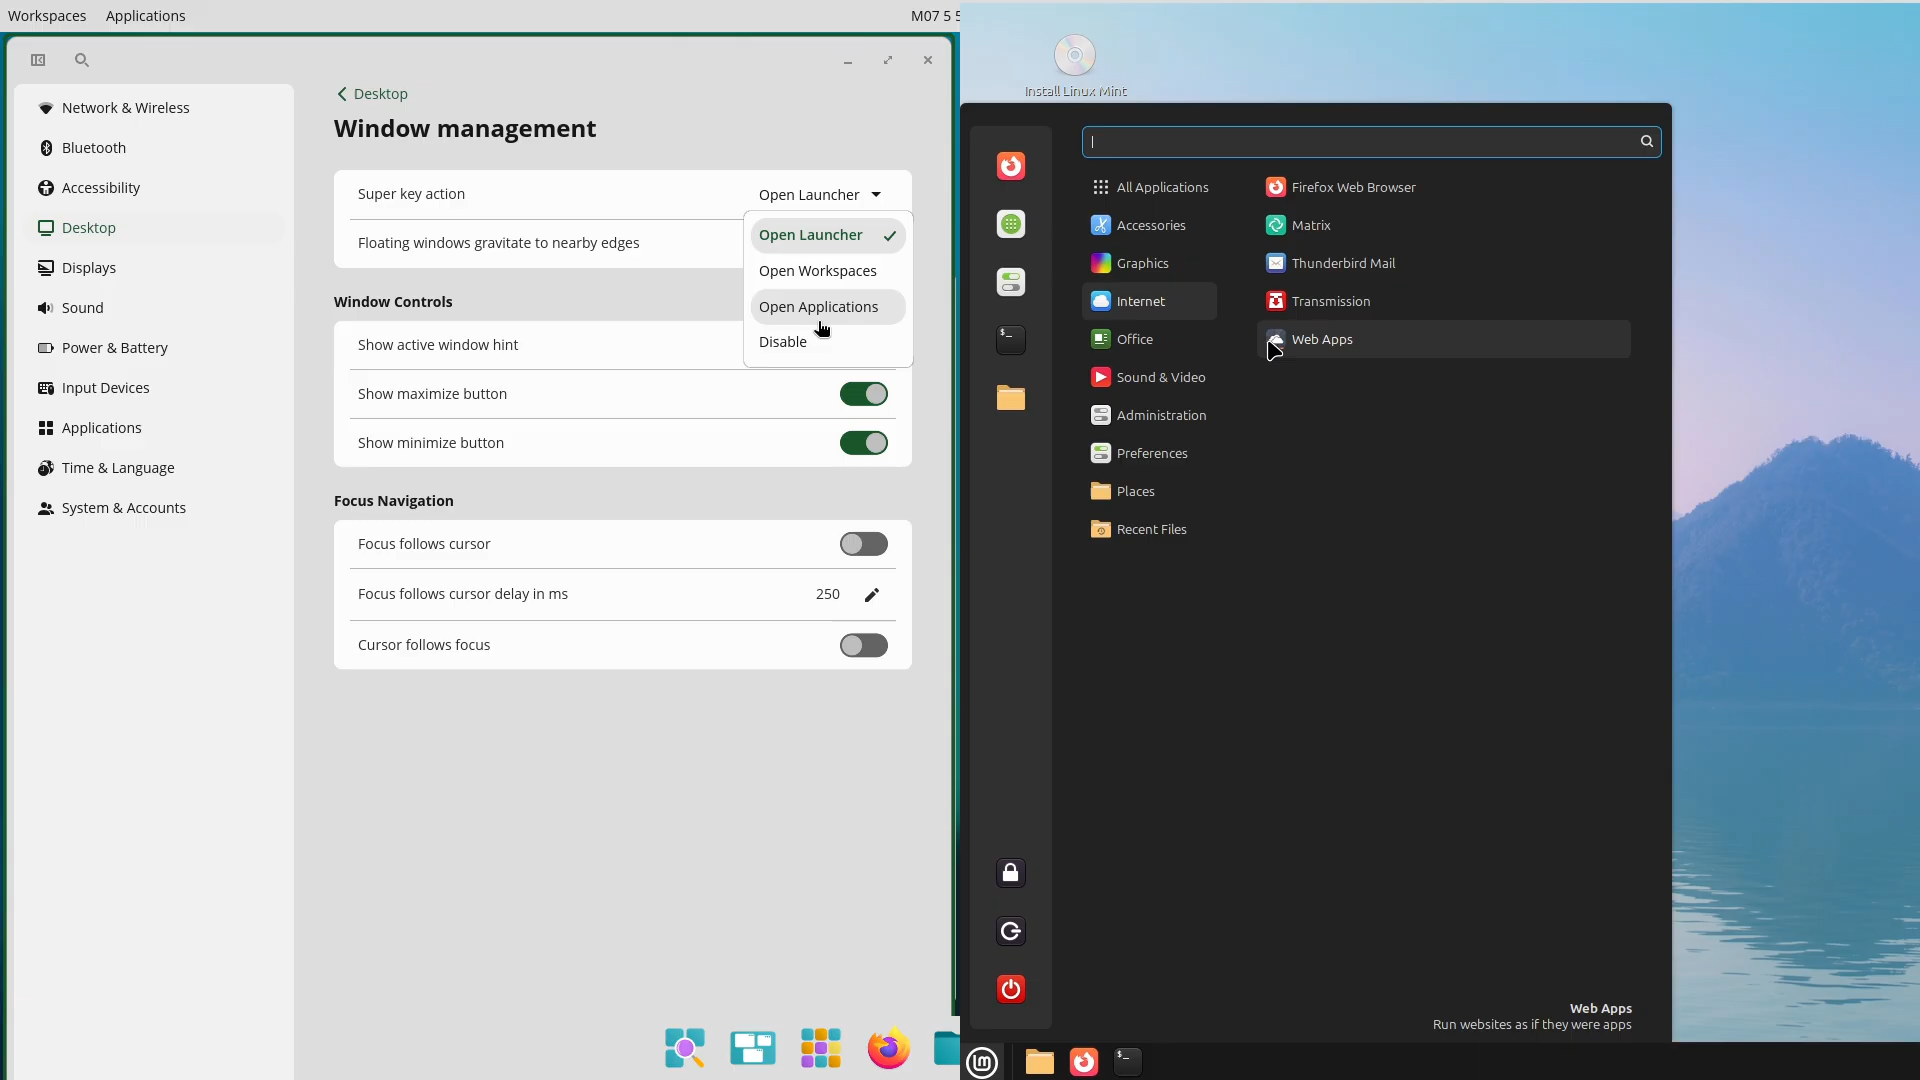 Workspaces Applications M07 5 5
Desktop
Window management
Network & Wireless
Bluetooth
Accessibility
Desktop
Displays
Sound
Power & Battery
Input Devices
Applications
Time & Language
System & Accounts
Super key action Open Launcher
Floating windows gravitate to nearby edges
Open Launcher
Open Workspaces
Open Applications
Disable
Window Controls
Show active window hint
Show maximize button
Show minimize button
Focus Navigation
Focus follows cursor
Focus follows cursor delay in ms 250
Cursor follows focus
Install Linux Mint
All Applications
Accessories
Graphics
Internet
Office
Sound & Video
Administration
Preferences
Places
Recent Files
Firefox Web Browser
Matrix
Thunderbird Mail
Transmission
Web Apps
$_
Web Apps
Run websites as if they were apps
$_